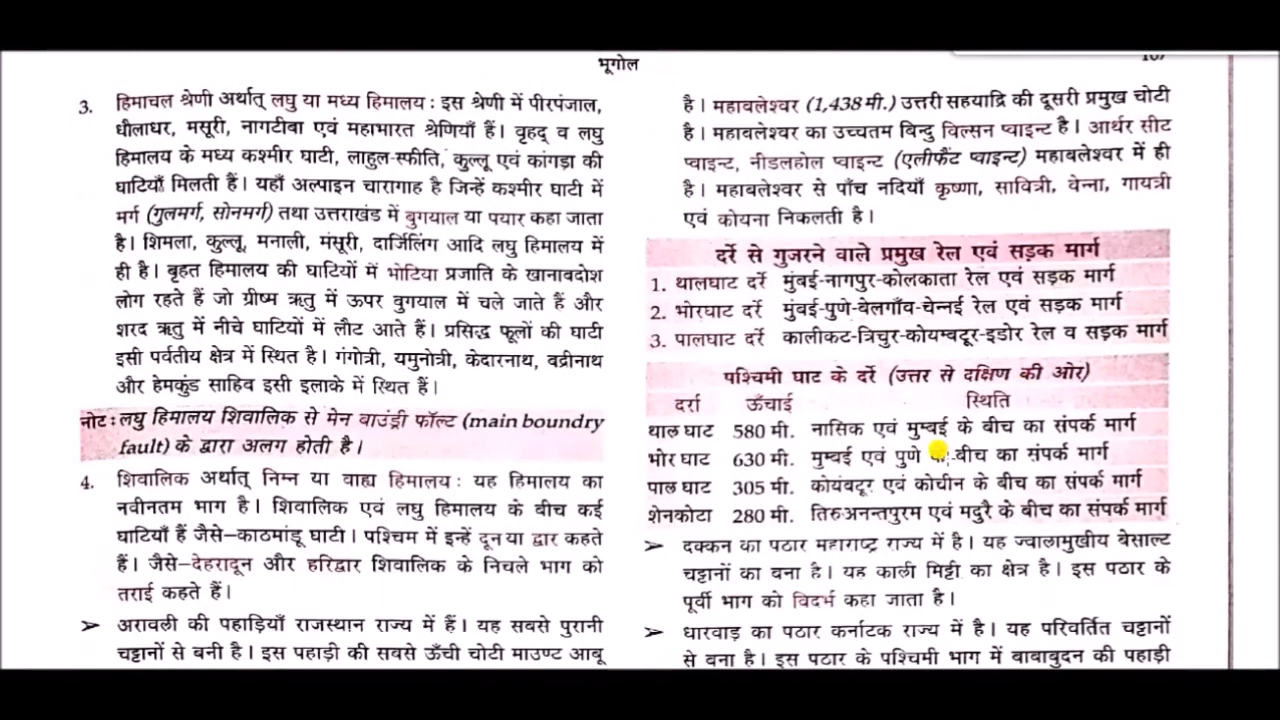 भूगोल
107
3. हिमाचल श्रेणी अर्थात् लघु या मध्य हिमालय : इस श्रेणी में पीरपंजाल,
धौलाधर, मसूरी, नागटीबा एवं महाभारत श्रेणियाँ हैं। वृहद् व लघु
हिमालय के मध्य कश्मीर घाटी, लाहुल-स्फीति, कुल्लू एवं कांगड़ा की
घाटियाँ मिलती हैं। यहाँ अल्पाइन चारागाह है जिन्हें कश्मीर घाटी में
मर्ग (गुलमर्ग, सोनमर्ग) तथा उत्तराखंड में बुगयाल या पयार कहा जाता
है। शिमला, कुल्लू, मनाली, मंसूरी, दार्जिलिंग आदि लघु हिमालय में
ही है। बृहत हिमालय की घाटियों में भोटिया प्रजाति के खानाबदोश
लोग रहते हैं जो ग्रीष्म ऋतु में ऊपर वुगयाल में चले जाते हैं और
शरद ऋतु में नीचे घाटियों में लौट आते हैं। प्रसिद्ध फूलों की घाटी
इसी पर्वतीय क्षेत्र में स्थित है। गंगोत्री, यमुनोत्री, केदारनाथ, बद्रीनाथ
और हेमकुंड साहिव इसी इलाके में स्थित हैं।
नोट : लघु हिमालय शिवालिक से मेन बाउंड्री फॉल्ट (main boundry
fault) के द्वारा अलग होती है।
4. शिवालिक अर्थात् निम्न या वाह्य हिमालय : यह हिमालय का
नवीनतम भाग है। शिवालिक एवं लघु हिमालय के बीच कई
घाटियाँ हैं जैसे–काठमांडू घाटी। पश्चिम में इन्हें दून या द्वार कहते
हैं। जैसे–देहरादून और हरिद्वार शिवालिक के निचले भाग को
तराई कहते हैं।
➢ अरावली की पहाड़ियाँ राजस्थान राज्य में हैं। यह सबसे पुरानी
चट्टानों से बनी है। इस पहाड़ी की सबसे ऊँची चोटी माउण्ट आबू
है। महाबलेश्वर (1,438 मी.) उत्तरी सहयाद्रि की दूसरी प्रमुख चोटी
है। महाबलेश्वर का उच्चतम बिन्दु विल्सन प्वाइन्ट है। आर्थर सीट
प्वाइन्ट, नीडलहोल प्वाइन्ट (एलीफैंट प्वाइन्ट) महाबलेश्वर में ही
है। महाबलेश्वर से पाँच नदियाँ कृष्णा, सावित्री, वेन्ना, गायत्री
एवं कोयना निकलती है।
दर्रे से गुजरने वाले प्रमुख रेल एवं सड़क मार्ग
1. थालघाट दर्रे मुंबई-नागपुर-कोलकाता रेल एवं सड़क मार्ग
2. भोरघाट दर्रे मुंबई-पुणे-बेलगाँव-चेन्नई रेल एवं सड़क मार्ग
3. पालघाट दर्रे कालीकट-त्रिचुर-कोयम्बटूर-इडोर रेल व सड़क मार्ग
पश्चिमी घाट के दर्रे (उत्तर से दक्षिण की ओर)
दर्रा ऊँचाई स्थिति
थाल घाट 580 मी. नासिक एवं मुम्बई के बीच का संपर्क मार्ग
भोर घाट 630 मी. मुम्बई एवं पुणे बीच का संपर्क मार्ग
पाल घाट 305 मी. कोयंबटूर एवं कोचीन के बीच का संपर्क मार्ग
शेनकोटा 280 मी. तिरुअनन्तपुरम एवं मदुरै के बीच का संपर्क मार्ग
➢ दक्कन का पठार महाराष्ट्र राज्य में है। यह ज्वालामुखीय बेसाल्ट
चट्टानों का बना है। यह काली मिट्टी का क्षेत्र है। इस पठार के
पूर्वी भाग को विदर्भ कहा जाता है।
➢ धारवाड़ का पठार कर्नाटक राज्य में है। यह परिवर्तित चट्टानों
से बना है। इस पठार के पश्चिमी भाग में बाबाबुदन की पहाड़ी